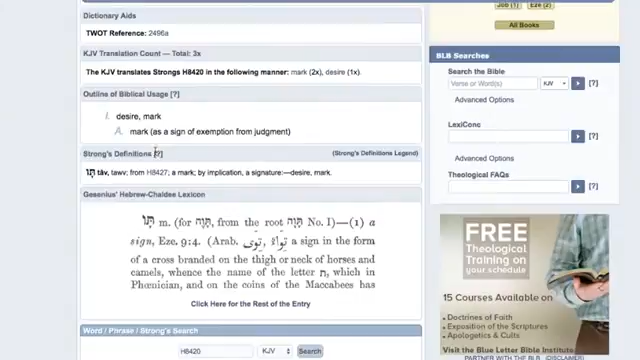 Dictionary Aids
TWOT Reference: 2496a
KJV Translation Count — Total: 3x
The KJV translates Strongs H8420 in the following manner: mark (2x), desire (1x).
Outlins of Biblical Usage [?]
I. desire, mark
A. mark (as a sign of exemption from judgment)
Strong's Definitions [?] (Strong's Definitions Legend)
תָּו tâv, tawv; from H8427; a mark; by implication, a signature:—desire, mark.
Gesenius' Hebrew-Chaldee Lexicon
m. (for, from the root No. I)—(1) a
sign, Eze. 9:4. (Arab. a sign in the form
of a cross branded on the thigh or neck of horses and
camels, whence the name of the letter ת, which in
Phœnician, and on the coins of the Maccabees has
Click Here for the Rest of the Entry
Word / Phrase / Strong's Search
H8420 KJV Search
Job (1) Eze (2)
All Books
BLB Searches
Search the Bible
Verse or Word(s) KJV [?]
Advanced Options
LexiConc
[?]
Advanced Options
Theological FAQs
[?]
FREE
Theological
Training on
your schedule
15 Courses Available on
Doctrines of Faith
Exposition of the Scriptures
Apologetics & Cults
Visit the Blue Letter Bible Institute
PARTNER WITH THE BLB (DISCLAIMER)